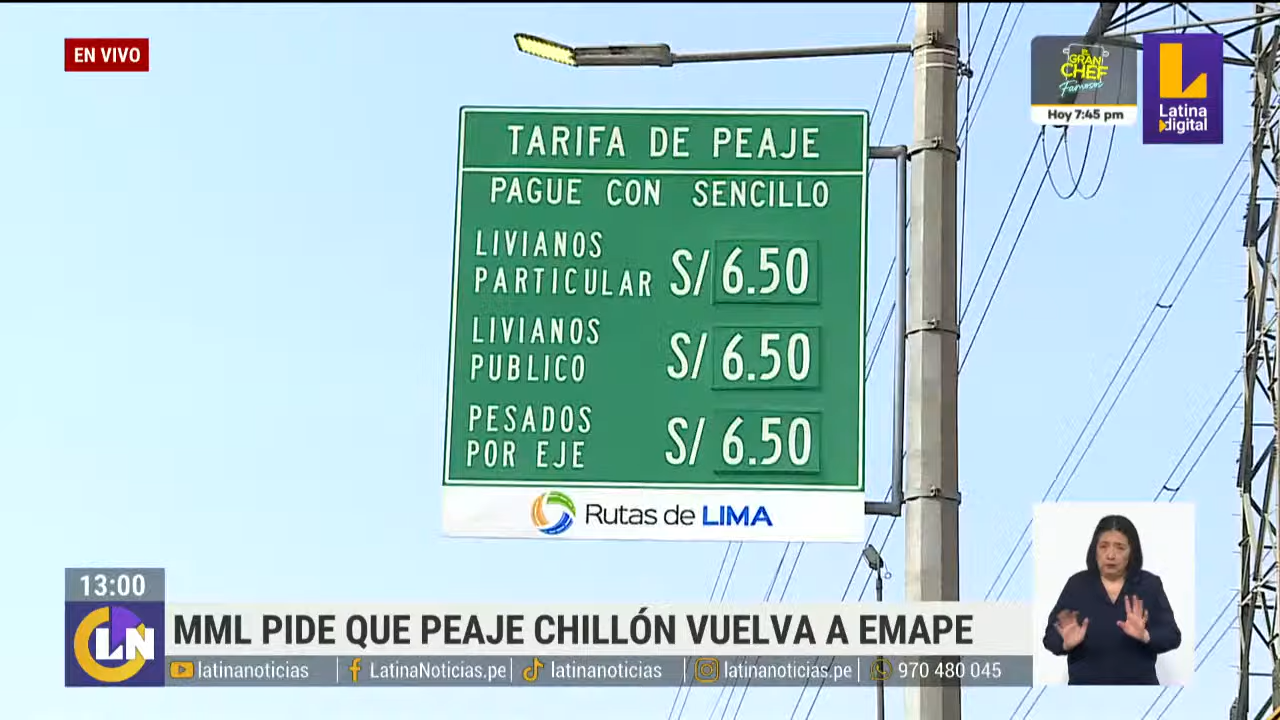 EN VIVO
EL
GRAN
CHEF
Famosos
Hoy 7:45 pm
Latina
digital
TARIFA DE PEAJE
PAGUE CON SENCILLO
LIVIANOS
PARTICULAR S/ 6.50
LIVIANOS
PUBLICO S/ 6.50
PESADOS
POR EJE S/ 6.50
Rutas de LIMA
13:00
LN
MML PIDE QUE PEAJE CHILLÓN VUELVA A EMAPE
latinanoticias | LatinaNoticias.pe | latinanoticias | latinanoticias.pe | 970 480 045